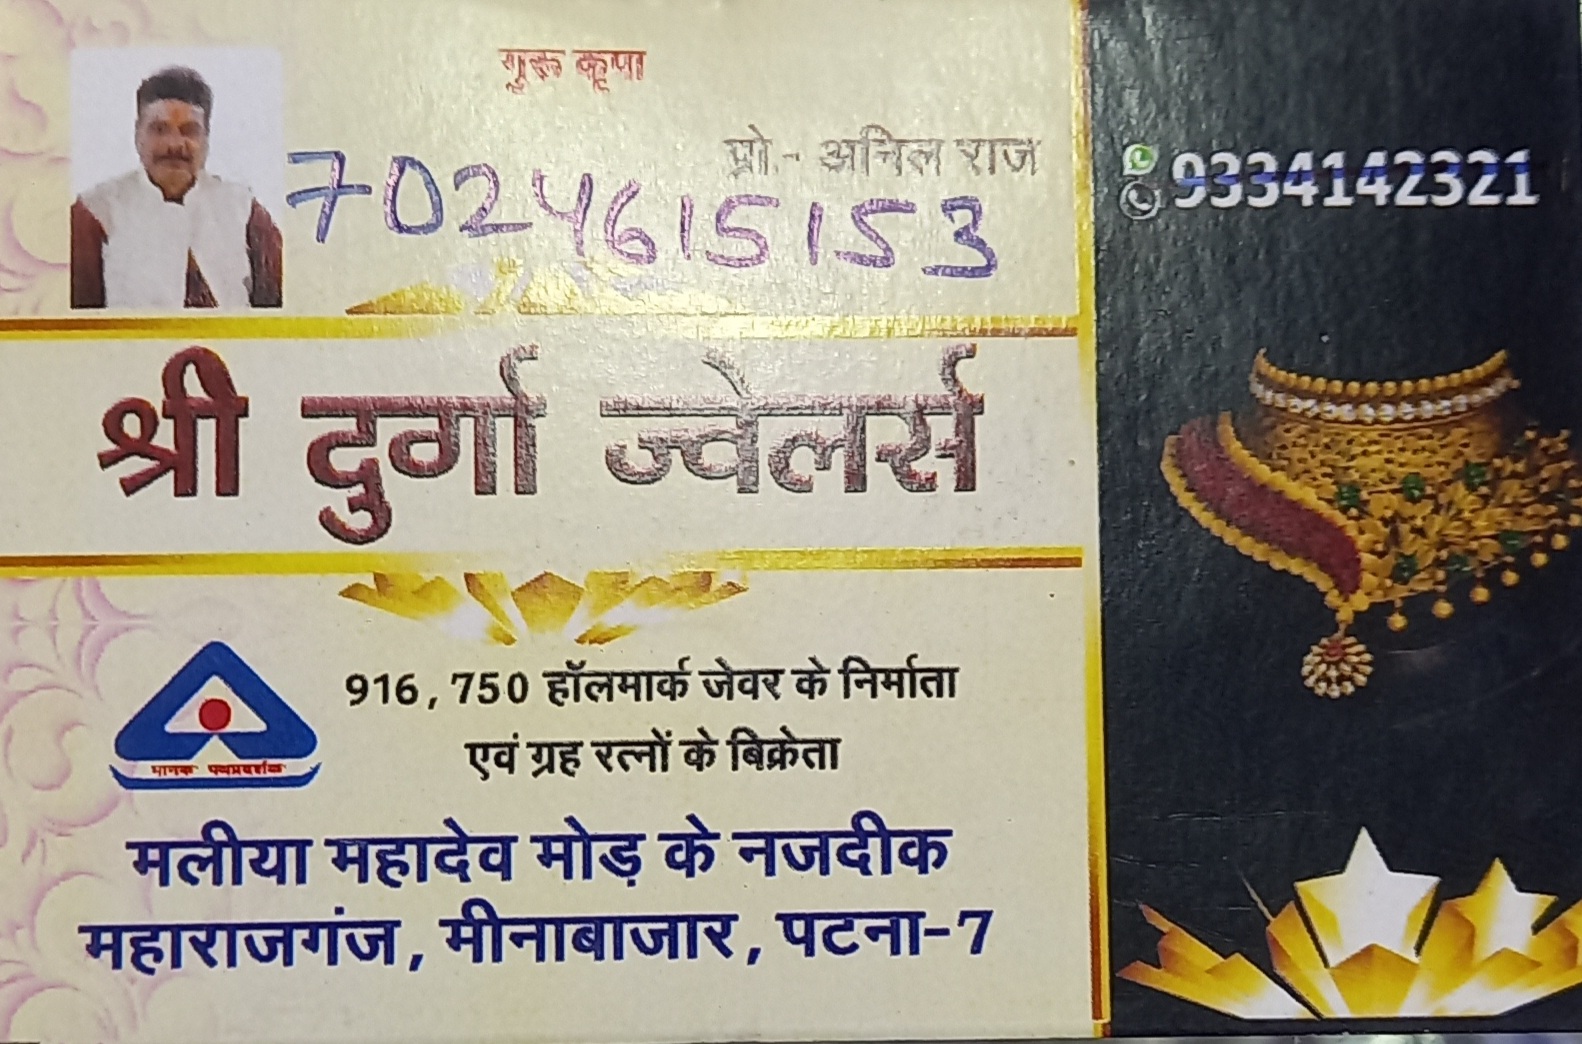 गुरू कृपा
प्रो.- अनिल राज
7024615153
9334142321
श्री दुर्गा ज्वेलर्स
916, 750 हॉलमार्क जेवर के निर्माता
एवं ग्रह रत्नों के बिक्रेता
मानक पथप्रदर्शक
मलीया महादेव मोड़ के नजदीक
महाराजगंज, मीनाबाजार, पटना-7